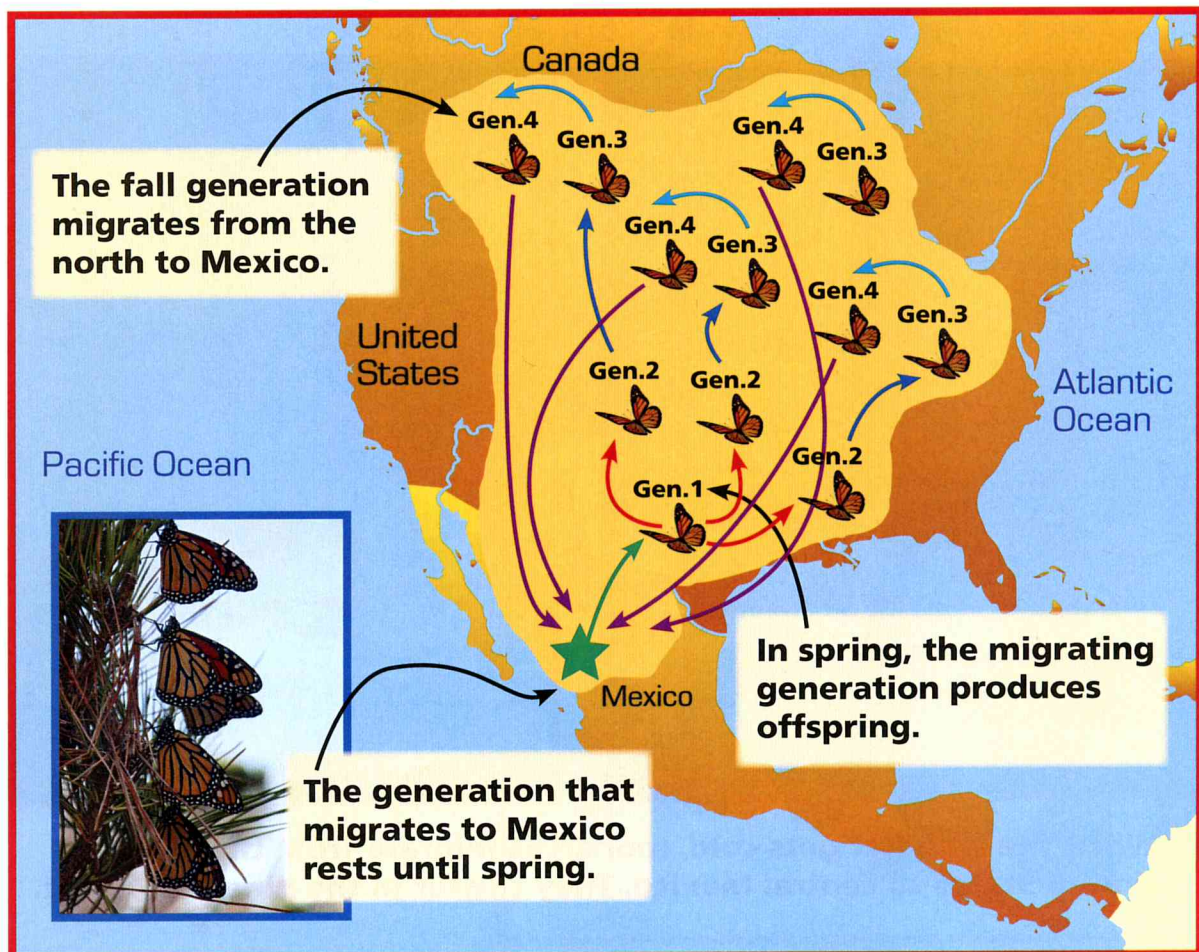 Canada
Gen.4
Gen.3
Gen.4
Gen.3
The fall generation
migrates from the
north to Mexico.
Gen.4
Gen.3
Gen.4
Gen.3
United
States
Gen.2
Gen.2
Atlantic
Ocean
Pacific Ocean
Gen.2
Gen.1
In spring, the migrating
generation produces
offspring.
Mexico
The generation that
migrates to Mexico
rests until spring.